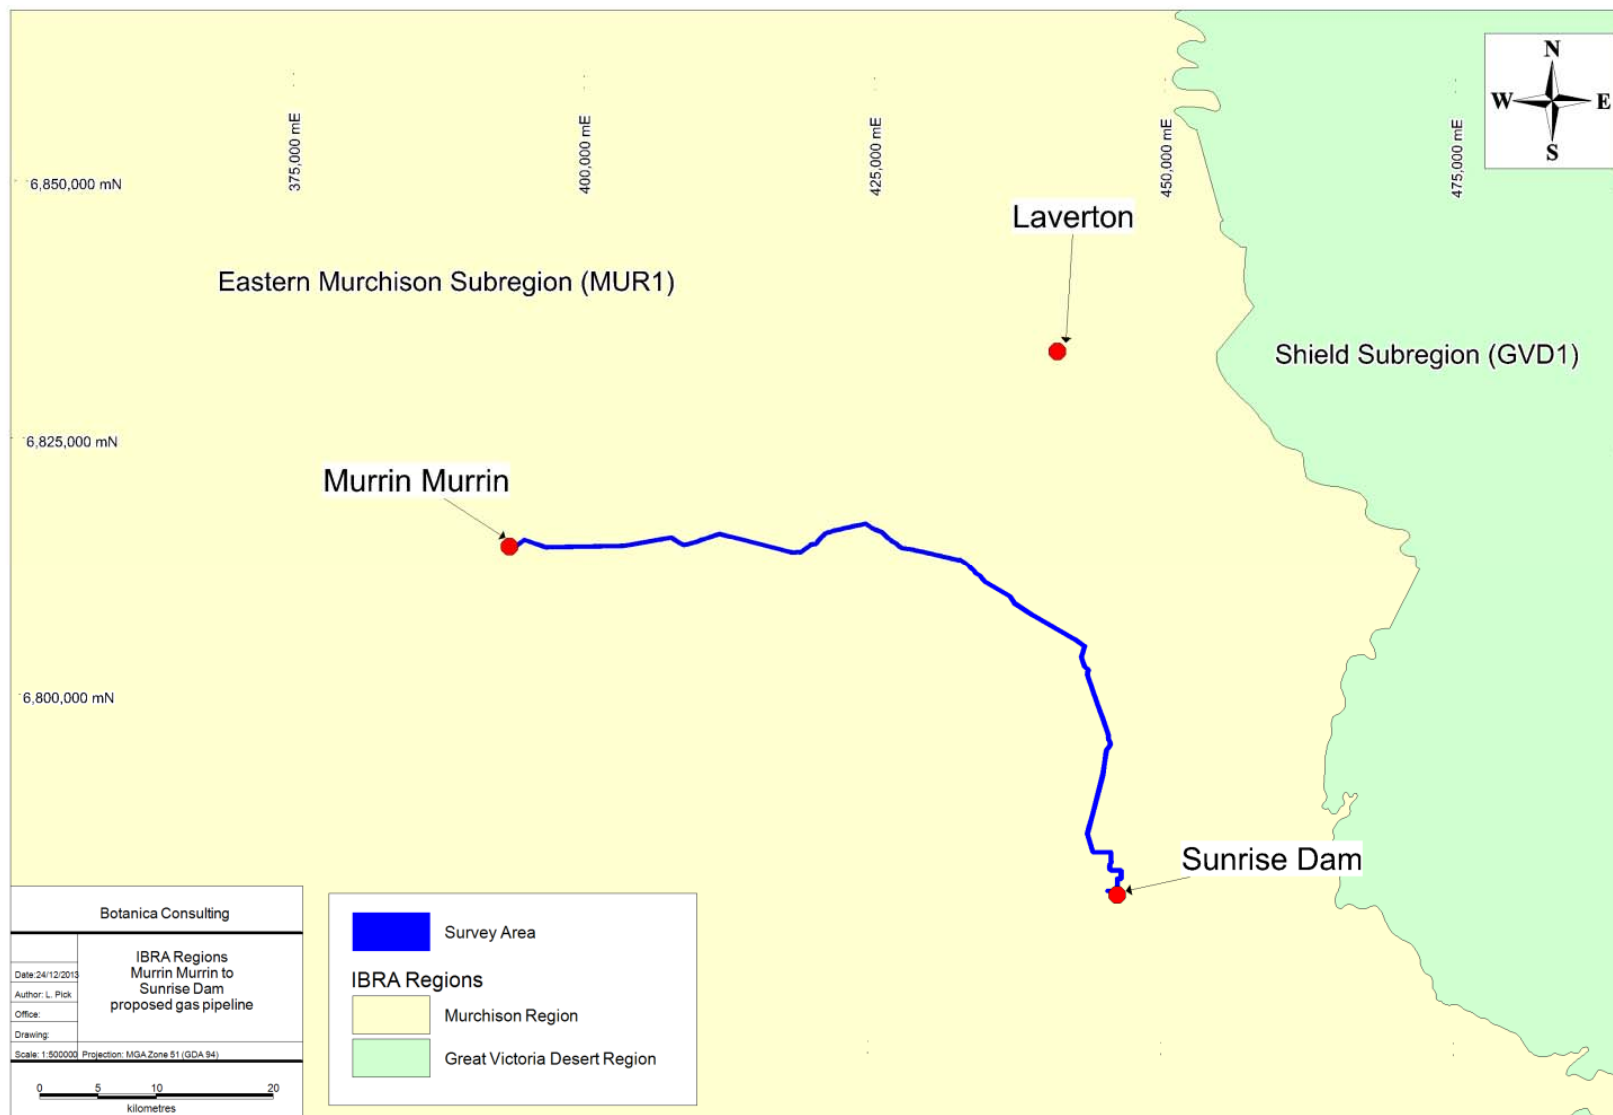 N
W E
S
375,000 mE
400,000 mE
425,000 mE
450,000 mE
475,000 mE
6,850,000 mN
Laverton
Eastern Murchison Subregion (MUR1)
Shield Subregion (GVD1)
6,825,000 mN
Murrin Murrin
6,800,000 mN
Sunrise Dam
Botanica Consulting
IBRA Regions
Murrin Murrin to
Sunrise Dam
proposed gas pipeline
Date:24/12/2013
Author: L. Pick
Office:
Drawing:
Scale: 1:500000 Projection: MGA Zone 51 (GDA 94)
0 5 10 20
kilometres
Survey Area
IBRA Regions
Murchison Region
Great Victoria Desert Region